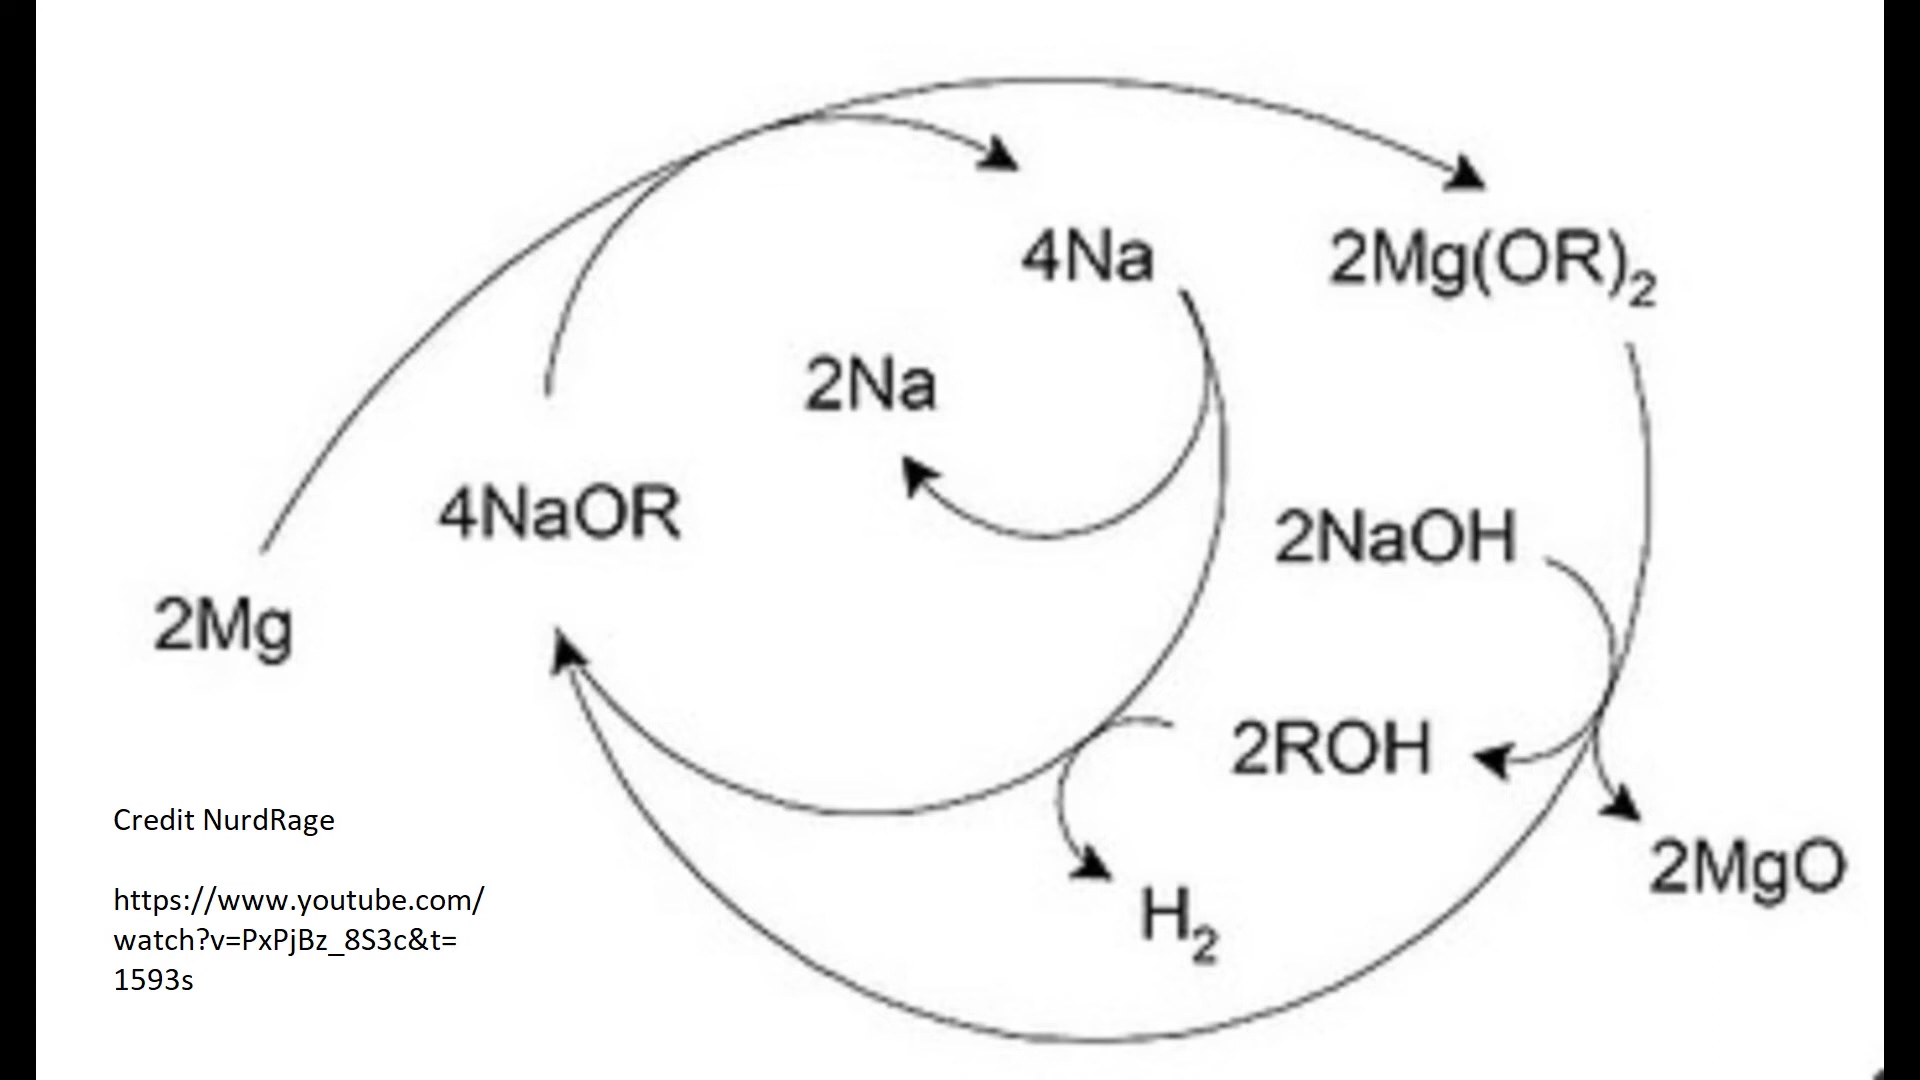 4Na
2Mg(OR)₂
2Na
4NaOR
2NaOH
2Mg
2ROH
2MgO
H₂
Credit NurdRage
https://www.youtube.com/
watch?v=PxPjBz_8S3c&t=
1593s